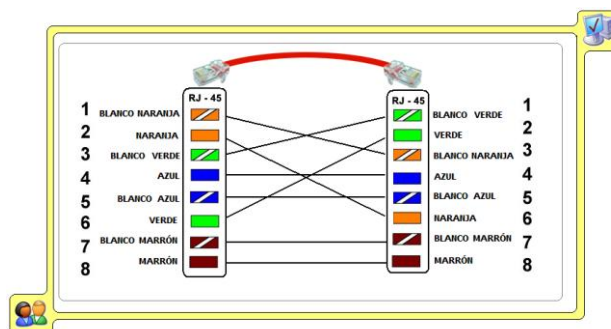 RJ - 45
1 BLANCO NARANJA
2 NARANJA
3 BLANCO VERDE
4 AZUL
5 BLANCO AZUL
6 VERDE
7 BLANCO MARRÓN
8 MARRÓN
RJ - 45
BLANCO VERDE 1
VERDE 2
BLANCO NARANJA 3
AZUL 4
BLANCO AZUL 5
NARANJA 6
BLANCO MARRÓN 7
MARRÓN 8